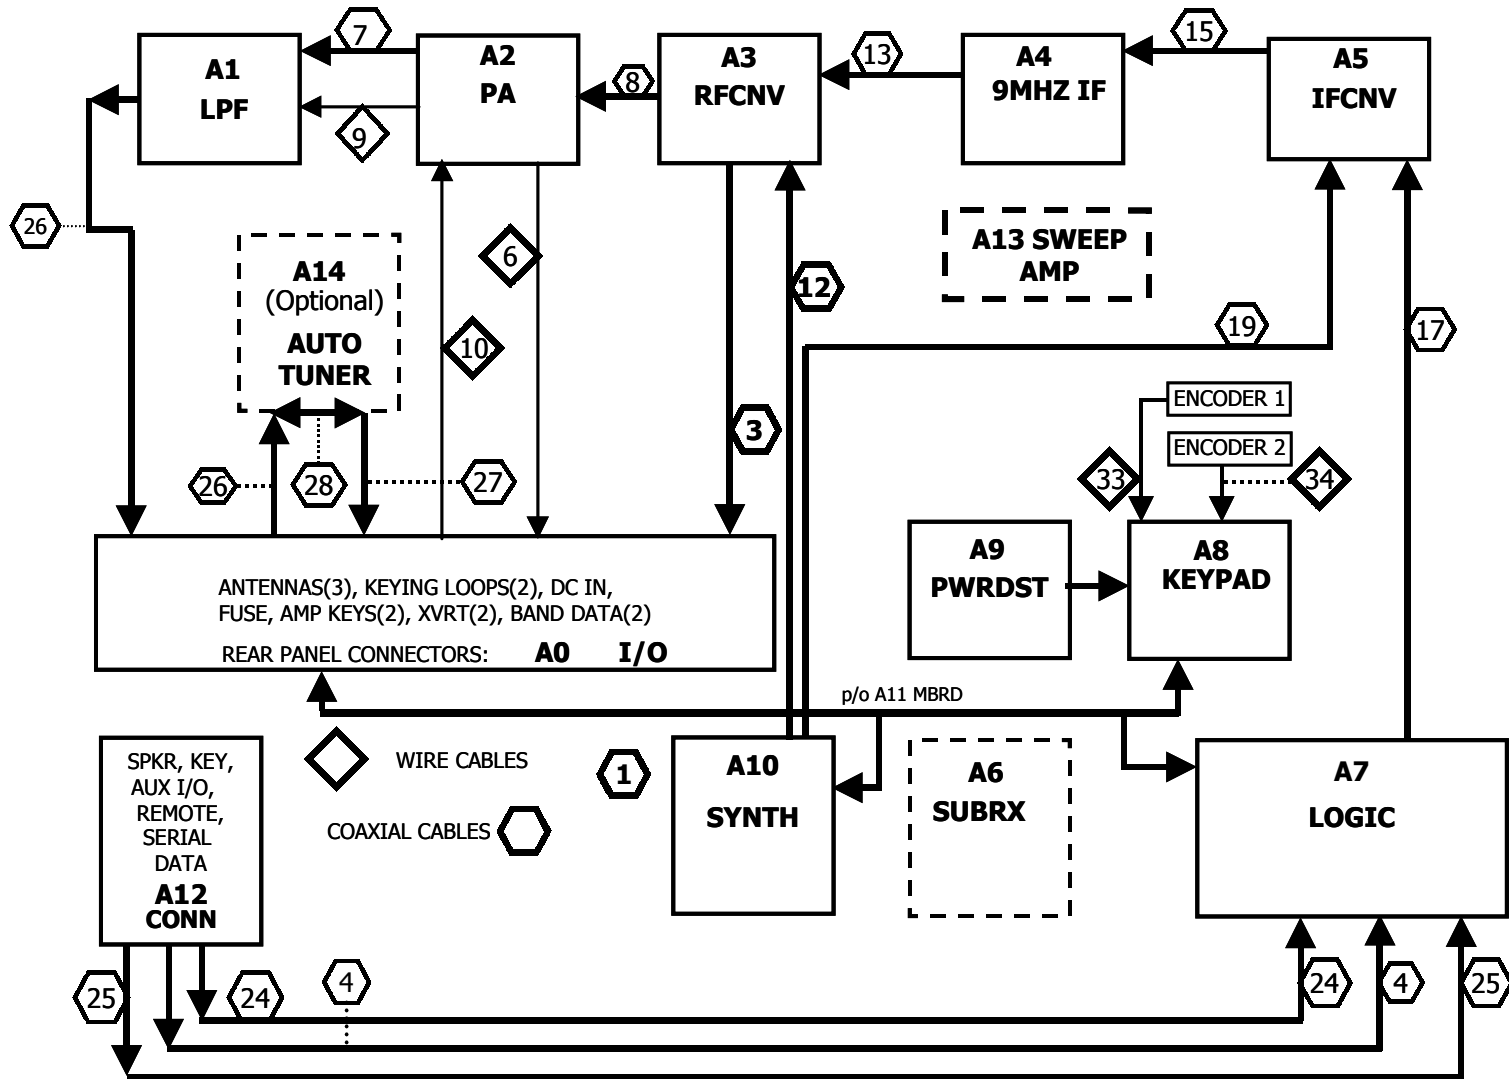 7
A1
LPF
9
A2
PA
8
A3
RFCNV
13
A4
9MHZ IF
15
A5
IFCNV
26
A14
(Optional)
AUTO
TUNER
6
10
12
A13 SWEEP
AMP
19
17
3
ENCODER 1
ENCODER 2
33
34
26
28
27
ANTENNAS(3), KEYING LOOPS(2), DC IN,
FUSE, AMP KEYS(2), XVRT(2), BAND DATA(2)
REAR PANEL CONNECTORS: A0 I/O
A9
PWRDST
A8
KEYPAD
p/o A11 MBRD
SPKR, KEY,
AUX I/O,
REMOTE,
SERIAL
DATA
A12
CONN
WIRE CABLES
COAXIAL CABLES
1
A10
SYNTH
A6
SUBRX
A7
LOGIC
25
24
4
24
4
25